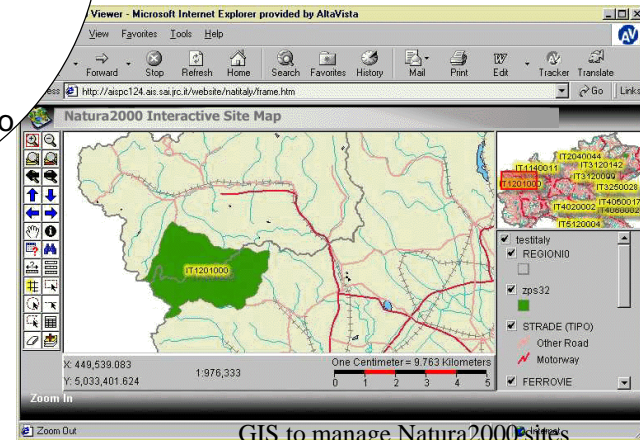 Viewer - Microsoft Internet Explorer provided by AltaVista
View Favorites Tools Help
Forward Stop Refresh Home Search Favorites History Mail Print Edit Tracker Translate
ess http://aispc124.ais.sai.jrc.it/website/natitaly/frame.htm Go Links
o
Natura2000 Interactive Site Map
IT1201000
IT1140011
IT2040044
IT3120142
IT3120099
IT1201000
IT3250028
IT4020002
IT4060017
IT5120004
testitaly
REGIONI0
zps32
STRADE (TIPO)
Other Road
Motorway
FERROVIE
X: 449,539.083
Y: 5,033,401.624
1:976,333
One Centimeter = 9.763 Kilometers
0 1 2 3 4 5
Zoom In
Zoom Out
Internet
GIS to manage Natura2000 sites